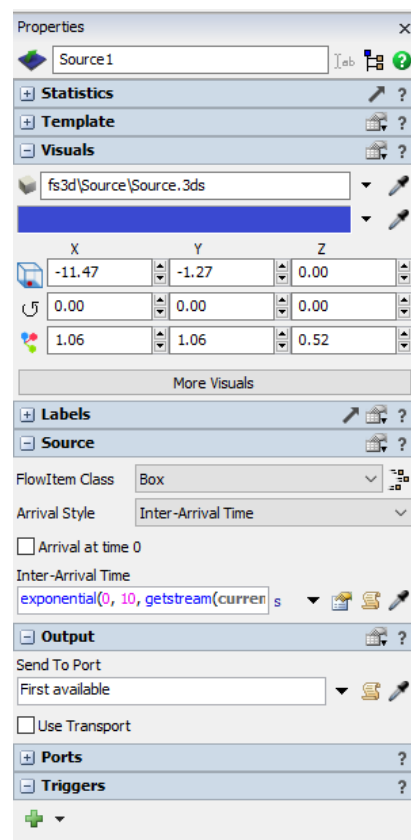 Properties
Source1
Statistics
?
Template
?
Visuals
?
fs3d\Source\Source.3ds
X Y Z
-11.47 -1.27 0.00
0.00 0.00 0.00
1.06 1.06 0.52
More Visuals
Labels
?
Source
?
FlowItem Class Box
Arrival Style Inter-Arrival Time
Arrival at time 0
Inter-Arrival Time
exponential(0, 10, getstream(curren s
Output
?
Send To Port
First available
Use Transport
Ports
?
Triggers
?